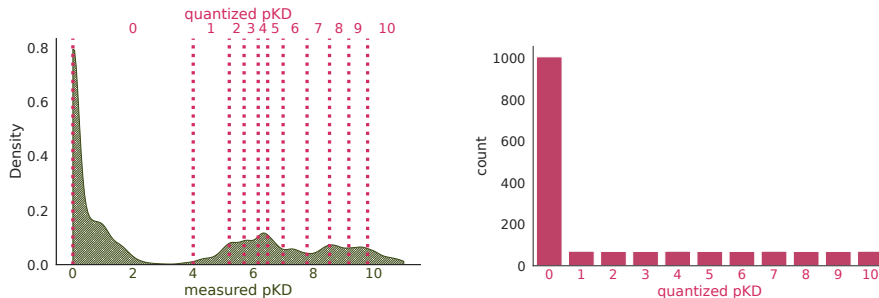 quantized pKD
0 1 2 3 4 5 6 7 8 9 10
0.8
0.6
0.4
0.2
0.0
Density
0 2 4 6 8 10
measured pKD
1000
800
600
400
200
0
count
0 1 2 3 4 5 6 7 8 9 10
quantized pKD